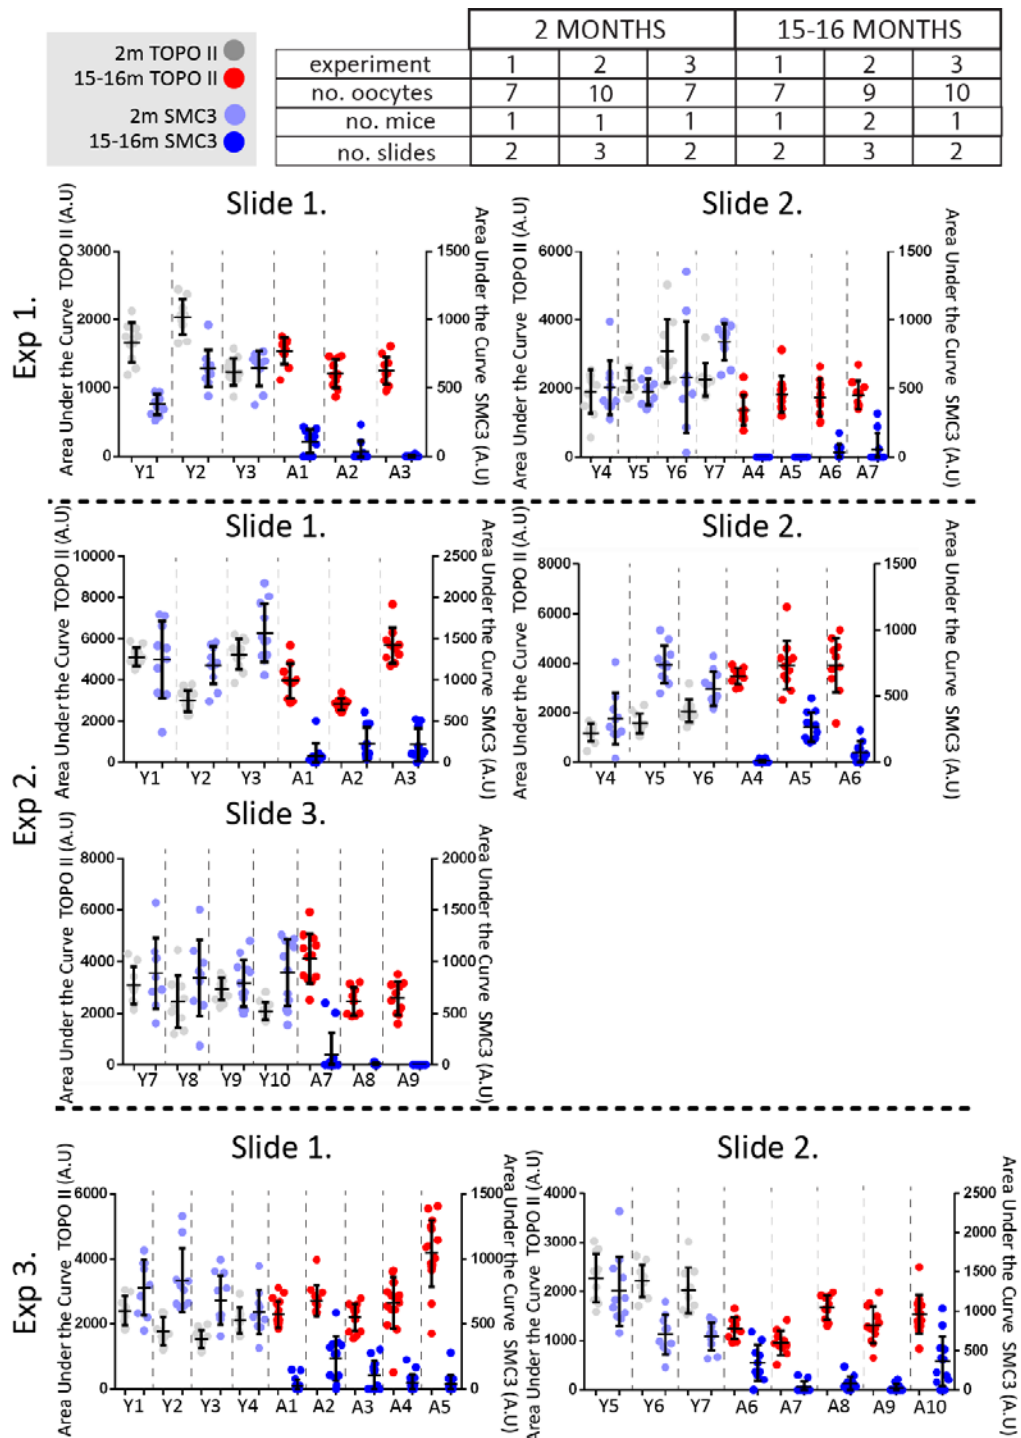 2m TOPO II
15-16m TOPO II
2m SMC3
15-16m SMC3
2 MONTHS 15-16 MONTHS
experiment 1 2 3 1 2 3
no. oocytes 7 10 7 7 9 10
no. mice 1 1 1 1 2 1
no. slides 2 3 2 2 3 2
Exp 1.
Slide 1.
Area Under the Curve TOPO II (A.U)
3000
2000
1000
0
Y1 Y2 Y3 A1 A2 A3
1500
1000
500
0
Area Under the Curve SMC3 (A.U)
Slide 2.
Area Under the Curve TOPO II (A.U)
6000
4000
2000
0
Y4 Y5 Y6 Y7 A4 A5 A6 A7
1500
1000
500
0
Area Under the Curve SMC3 (A.U)
Exp 2.
Slide 1.
Area Under the Curve TOPO II (A.U)
10000
8000
6000
4000
2000
0
Y1 Y2 Y3 A1 A2 A3
2500
2000
1500
1000
500
0
Area Under the Curve SMC3 (A.U)
Slide 2.
Area Under the Curve TOPO II (A.U)
8000
6000
4000
2000
0
Y4 Y5 Y6 A4 A5 A6
1500
1000
500
0
Area Under the Curve SMC3 (A.U)
Slide 3.
Area Under the Curve TOPO II (A.U)
8000
6000
4000
2000
0
Y7 Y8 Y9 Y10 A7 A8 A9
2000
1500
1000
500
0
Area Under the Curve SMC3 (A.U)
Exp 3.
Slide 1.
Area Under the Curve TOPO II (A.U)
6000
4000
2000
0
Y1 Y2 Y3 Y4 A1 A2 A3 A4 A5
1500
1000
500
0
Area Under the Curve SMC3 (A.U)
Slide 2.
Area Under the Curve TOPO II (A.U)
4000
3000
2000
1000
0
Y5 Y6 Y7 A6 A7 A8 A9 A10
2500
2000
1500
1000
500
0
Area Under the Curve SMC3 (A.U)